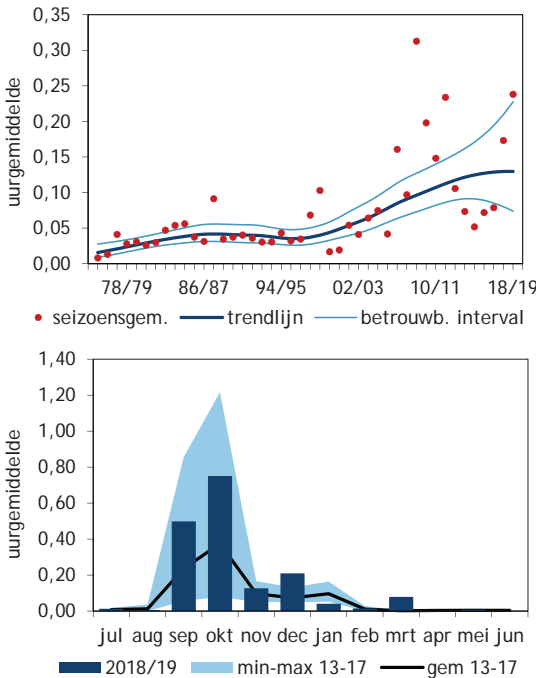 0,35
0,30
0,25
0,20
0,15
0,10
0,05
0,00
uurgemiddelde
78/79 86/87 94/95 02/03 10/11 18/19
seizoensgem. trendlijn betrouwb. interval
1,40
1,20
1,00
0,80
0,60
0,40
0,20
0,00
uurgemiddelde
jul aug sep okt nov dec jan feb mrt apr mei jun
2018/19 min-max 13-17 gem 13-17